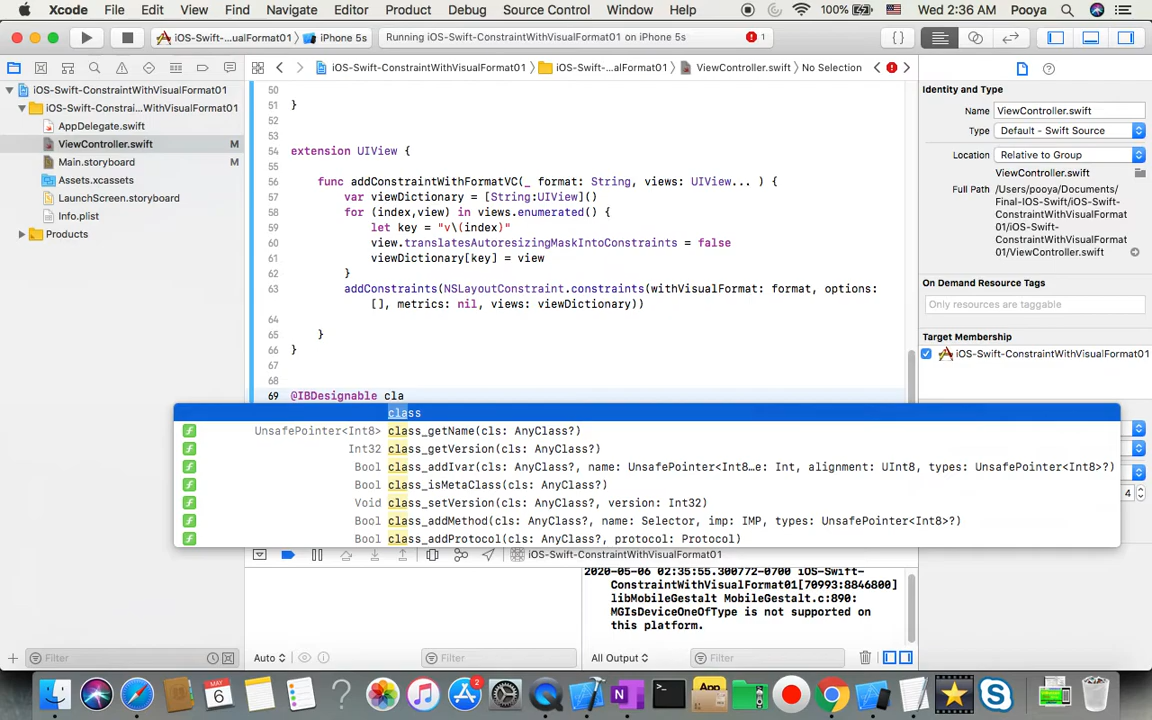 Xcode File Edit View Find Navigate Editor Product Debug Source Control Window Help 100% Wed 2:36 AM Pooya
iOS-Swift-...ualFormat01 iPhone 5s Running iOS-Swift-ConstraintWithVisualFormat01 on iPhone 5s 1
iOS-Swift-ConstraintWithVisualFormat01 iOS-Swift-...alFormat01 ViewController.swift No Selection
iOS-Swift-ConstraintWithVisualFormat01
iOS-Swift-Constrai...WithVisualFormat01
AppDelegate.swift
ViewController.swift M
Main.storyboard M
Assets.xcassets
LaunchScreen.storyboard
Info.plist
Products
50
51 }
52
53
54 extension UIView {
55
56 func addConstraintWithFormatVC(_ format: String, views: UIView... ) {
57 var viewDictionary = [String:UIView]()
58 for (index,view) in views.enumerated() {
59 let key = "v\(index)"
60 view.translatesAutoresizingMaskIntoConstraints = false
61 viewDictionary[key] = view
62 }
63 addConstraints(NSLayoutConstraint.constraints(withVisualFormat: format, options:
[], metrics: nil, views: viewDictionary))
64
65 }
66 }
67
68
69 @IBDesignable cla
class
UnsafePointer<Int8> class_getName(cls: AnyClass?)
Int32 class_getVersion(cls: AnyClass?)
Bool class_addIvar(cls: AnyClass?, name: UnsafePointer<Int8...e: Int, alignment: UInt8, types: UnsafePointer<Int8>?)
Bool class_isMetaClass(cls: AnyClass?)
Void class_setVersion(cls: AnyClass?, version: Int32)
Bool class_addMethod(cls: AnyClass?, name: Selector, imp: IMP, types: UnsafePointer<Int8>?)
Bool class_addProtocol(cls: AnyClass?, protocol: Protocol)
Identity and Type
Name ViewController.swift
Type Default - Swift Source
Location Relative to Group
ViewController.swift
Full Path /Users/pooya/Documents/
Final-IOS-Swift/iOS-Swift-
ConstraintWithVisualFormat
01/iOS-Swift-
ConstraintWithVisualFormat
01/ViewController.swift
On Demand Resource Tags
Only resources are taggable
Target Membership
iOS-Swift-ConstraintWithVisualFormat01
4
iOS-Swift-ConstraintWithVisualFormat01
2020-05-06 02:35:55.300772-0700 iOS-Swift-
ConstraintWithVisualFormat01[70993:8846800]
libMobileGestalt MobileGestalt.c:890:
MGIsDeviceOneOfType is not supported on
this platform.
Filter Auto Filter All Output Filter
MAY 6 2 App